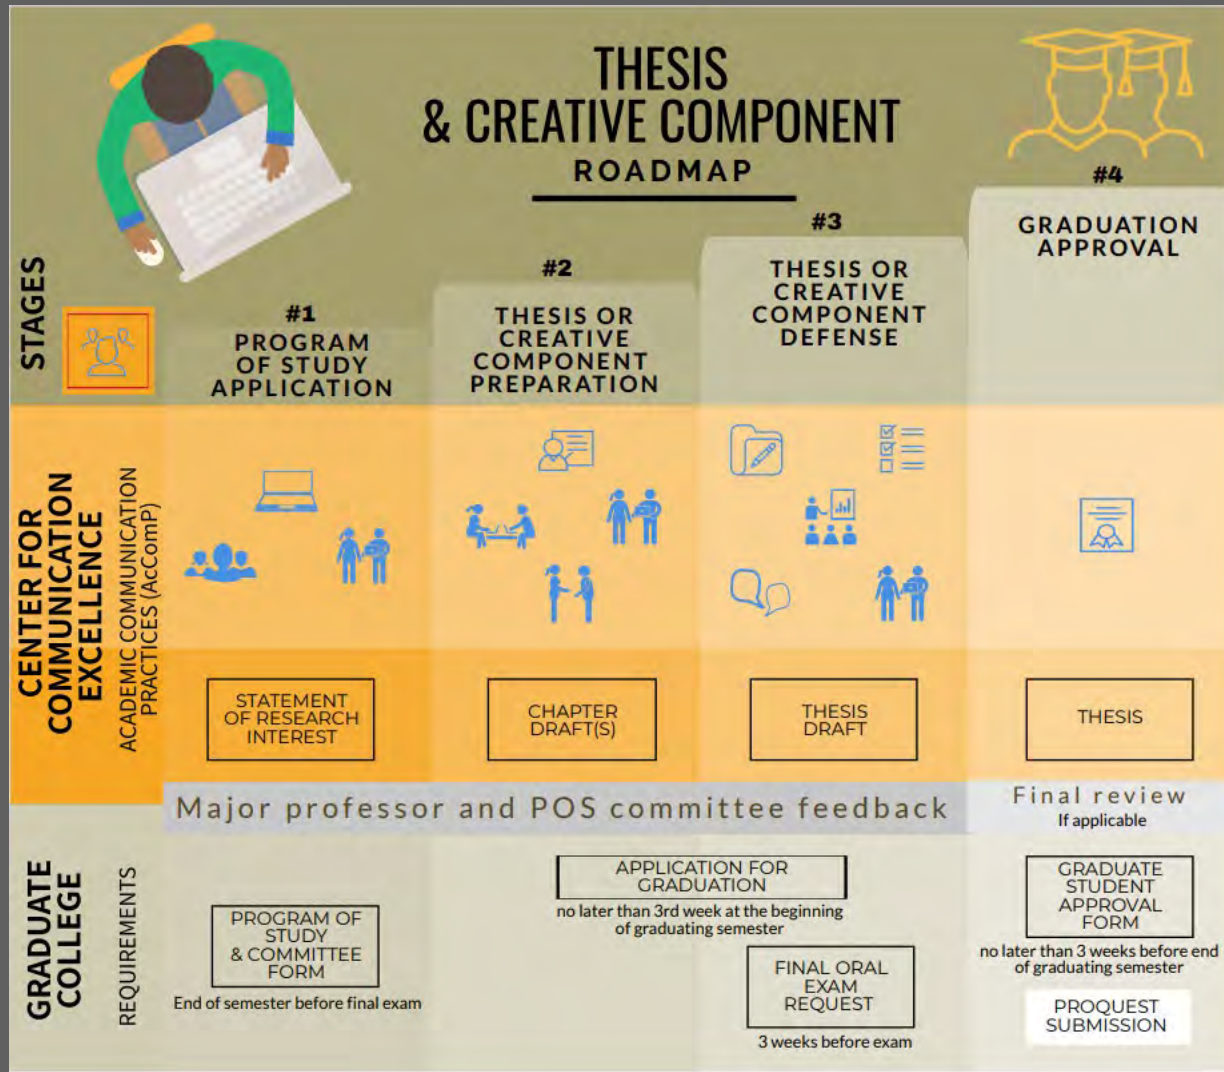 THESIS
& CREATIVE COMPONENT
ROADMAP
STAGES
#1
PROGRAM
OF STUDY
APPLICATION
#2
THESIS OR
CREATIVE
COMPONENT
PREPARATION
#3
THESIS OR
CREATIVE
COMPONENT
DEFENSE
#4
GRADUATION
APPROVAL
CENTER FOR
COMMUNICATION
EXCELLENCE
ACADEMIC COMMUNICATION
PRACTICES (AcComP)
STATEMENT
OF RESEARCH
INTEREST
CHAPTER
DRAFT(S)
THESIS
DRAFT
THESIS
Major professor and POS committee feedback
Final review
If applicable
GRADUATE
COLLEGE
REQUIREMENTS
PROGRAM OF
STUDY
& COMMITTEE
FORM
End of semester before final exam
APPLICATION FOR
GRADUATION
no later than 3rd week at the beginning
of graduating semester
FINAL ORAL
EXAM
REQUEST
3 weeks before exam
GRADUATE
STUDENT
APPROVAL
FORM
no later than 3 weeks before end
of graduating semester
PROQUEST
SUBMISSION